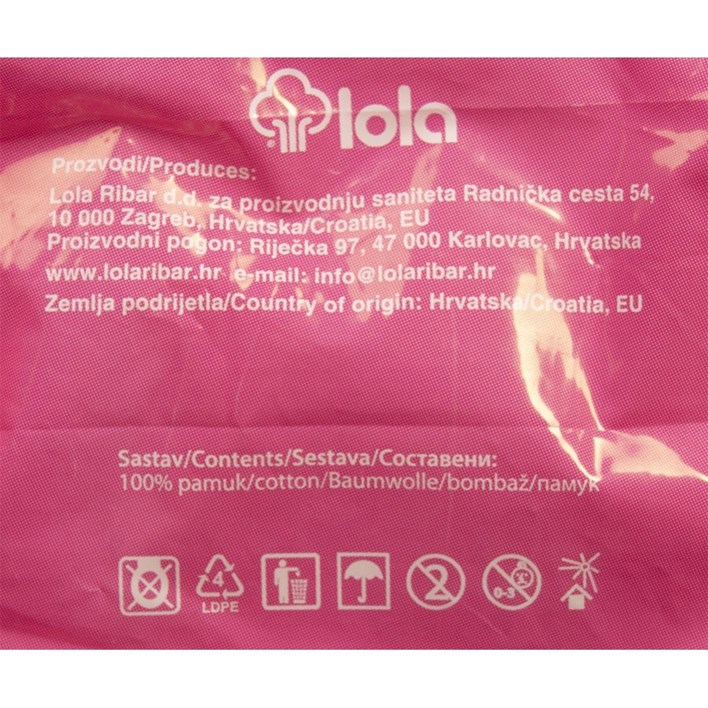 lola
Prozvodi/Produces:
Lola Ribar d.d. za proizvodnju saniteta Radnička cesta 54,
10 000 Zagreb, Hrvatska/Croatia, EU
Proizvodni pogon: Riječka 97, 47 000 Karlovac, Hrvatska
www.lolaribar.hr e-mail: info@lolaribar.hr
Zemlja podrijetla/Country of origin: Hrvatska/Croatia, EU
Sastav/Contents/Sestava/Составени:
100% pamuk/cotton/Baumwolle/bombaž/памук
4 2 0-3
LDPE